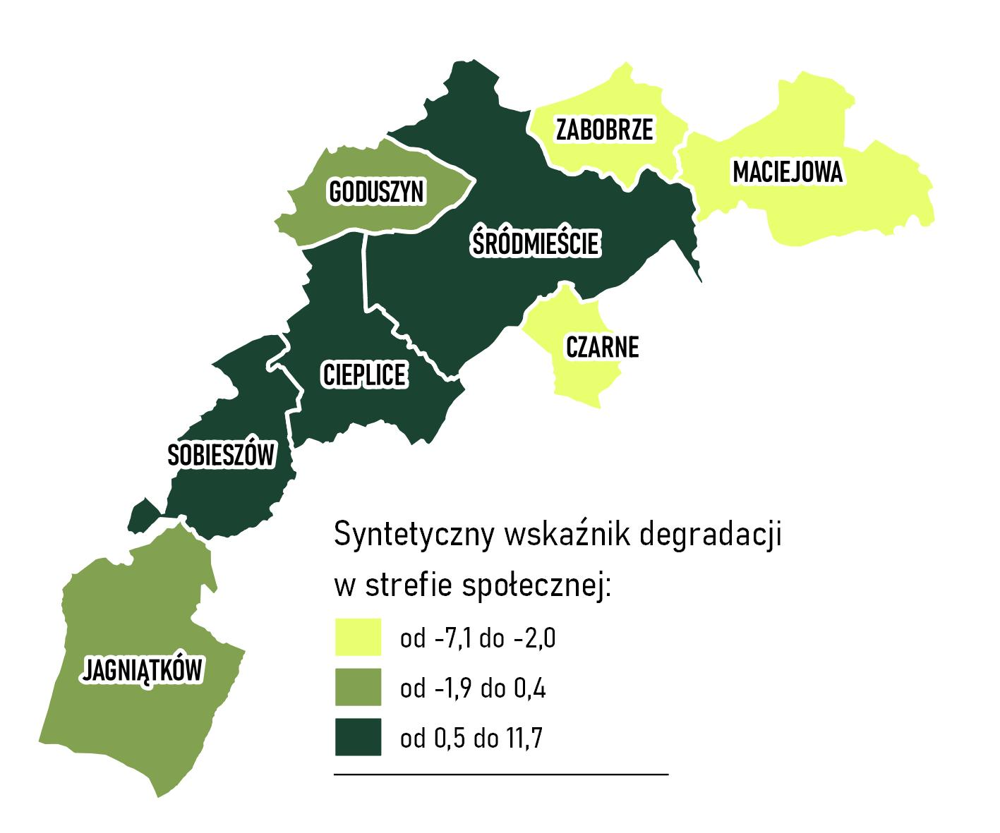 ZABOBRZE
MACIEJOWA
GODUSZYN
ŚRÓDMIEŚCIE
CZARNE
CIEPLICE
SOBIESZÓW
JAGNIĄTKÓW
Syntetyczny wskaźnik degradacji
w strefie społecznej:
od -7,1 do -2,0
od -1,9 do 0,4
od 0,5 do 11,7